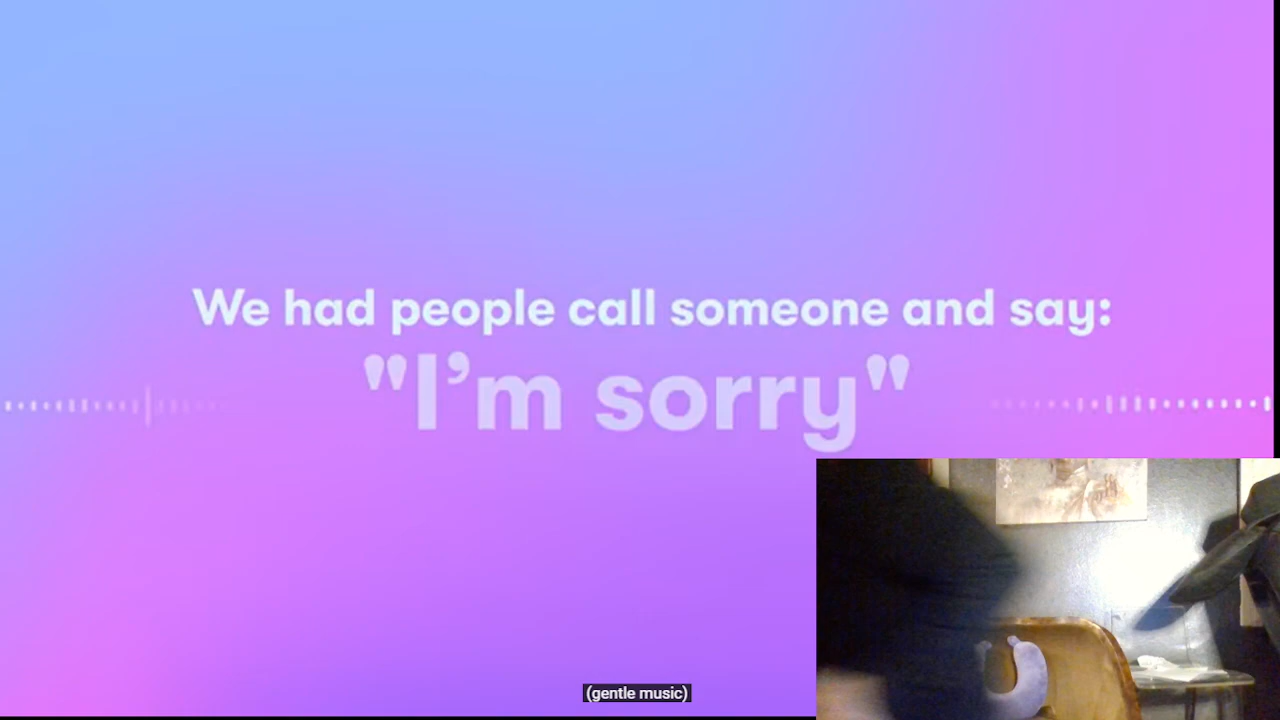 We had people call someone and say:
"I'm sorry"
(gentle music)